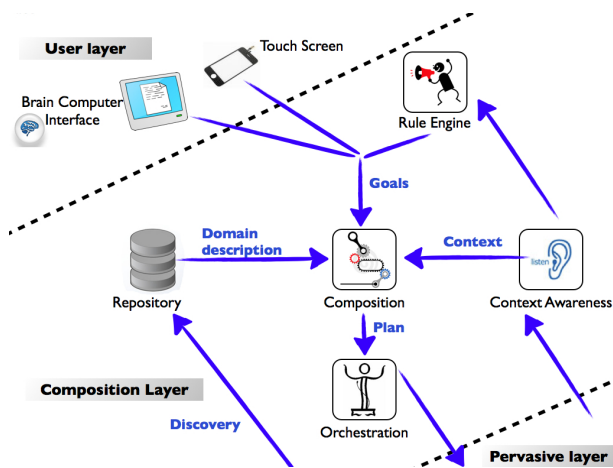 User layer
Touch Screen
Brain Computer
Interface
Rule Engine
Goals
Domain
description
Context
listen
Repository
Composition
Context Awareness
Plan
Composition Layer
Discovery
Orchestration
Pervasive layer